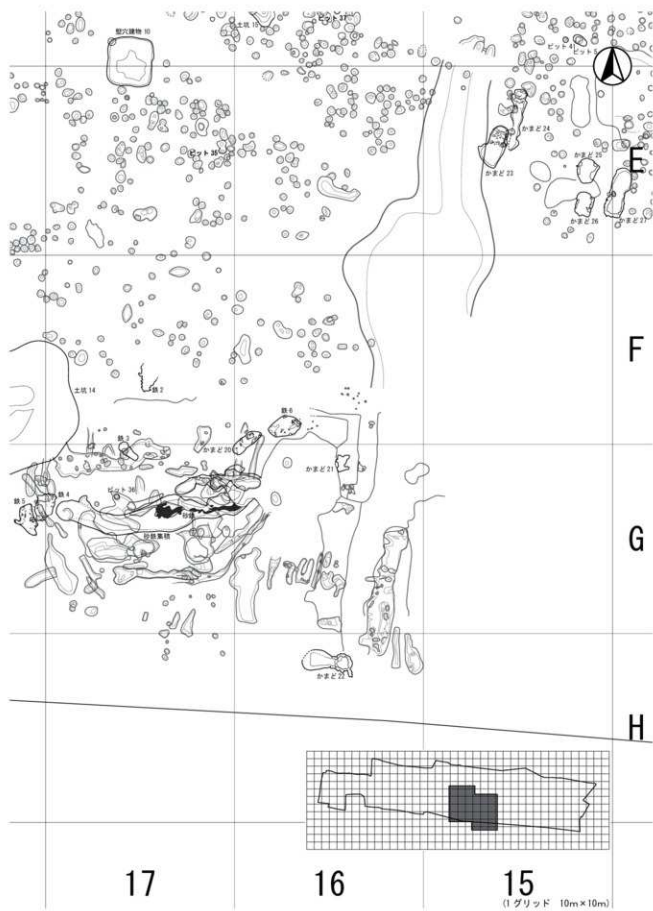 ピット 37
竪穴建物 10
土坑 15
ピット 4
ピット 5
かまど 24
かまど 23
ピット 35
かまど 25
かまど 26
かまど 27
E
F
土坑 14
鉄 2
鉄 6
鉄 3
かまど 20
かまど 21
鉄 5
鉄 4
ピット 36
砂鉄
砂鉄集積
G
かまど 22
H
17
16
15
(1 グリッド 10m×10m)